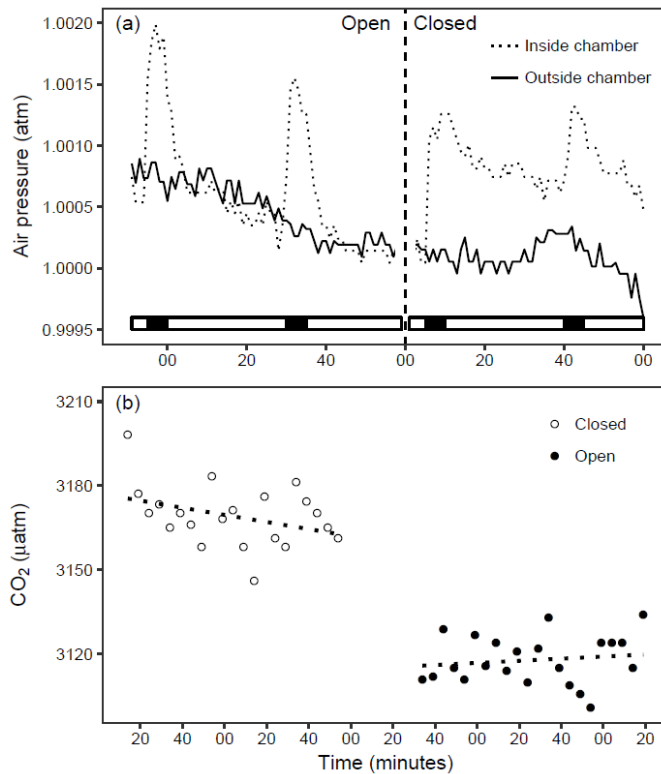 (a) Open Closed
Inside chamber
Outside chamber
Air pressure (atm)
1.0020
1.0015
1.0010
1.0005
1.0000
0.9995
00 20 40 00 20 40 00
(b)
Closed
Open
CO₂ (µatm)
3210
3180
3150
3120
20 40 00 20 40 00 20 40 00 20 40 00 20
Time (minutes)